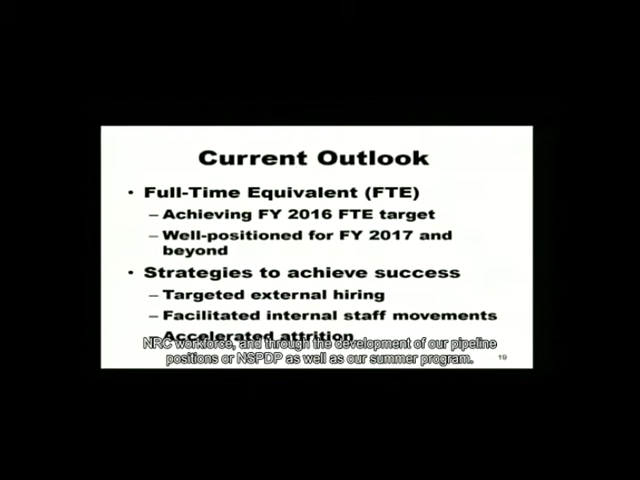 Current Outlook
• Full-Time Equivalent (FTE)
– Achieving FY 2016 FTE target
– Well-positioned for FY 2017 and
beyond
• Strategies to achieve success
– Targeted external hiring
– Facilitated internal staff movements
– Accelerated attrition
NRC workforce, and through the development of our pipeline
positions or NSPDP as well as our summer program.
19